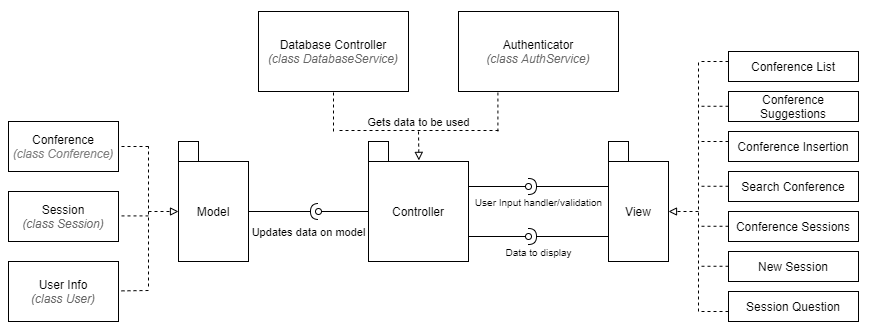 Database Controller
(class DatabaseService)
Authenticator
(class AuthService)
Gets data to be used
Conference
(class Conference)
Session
(class Session)
User Info
(class User)
Model
Updates data on model
Controller
User Input handler/validation
Data to display
View
Conference List
Conference
Suggestions
Conference Insertion
Search Conference
Conference Sessions
New Session
Session Question